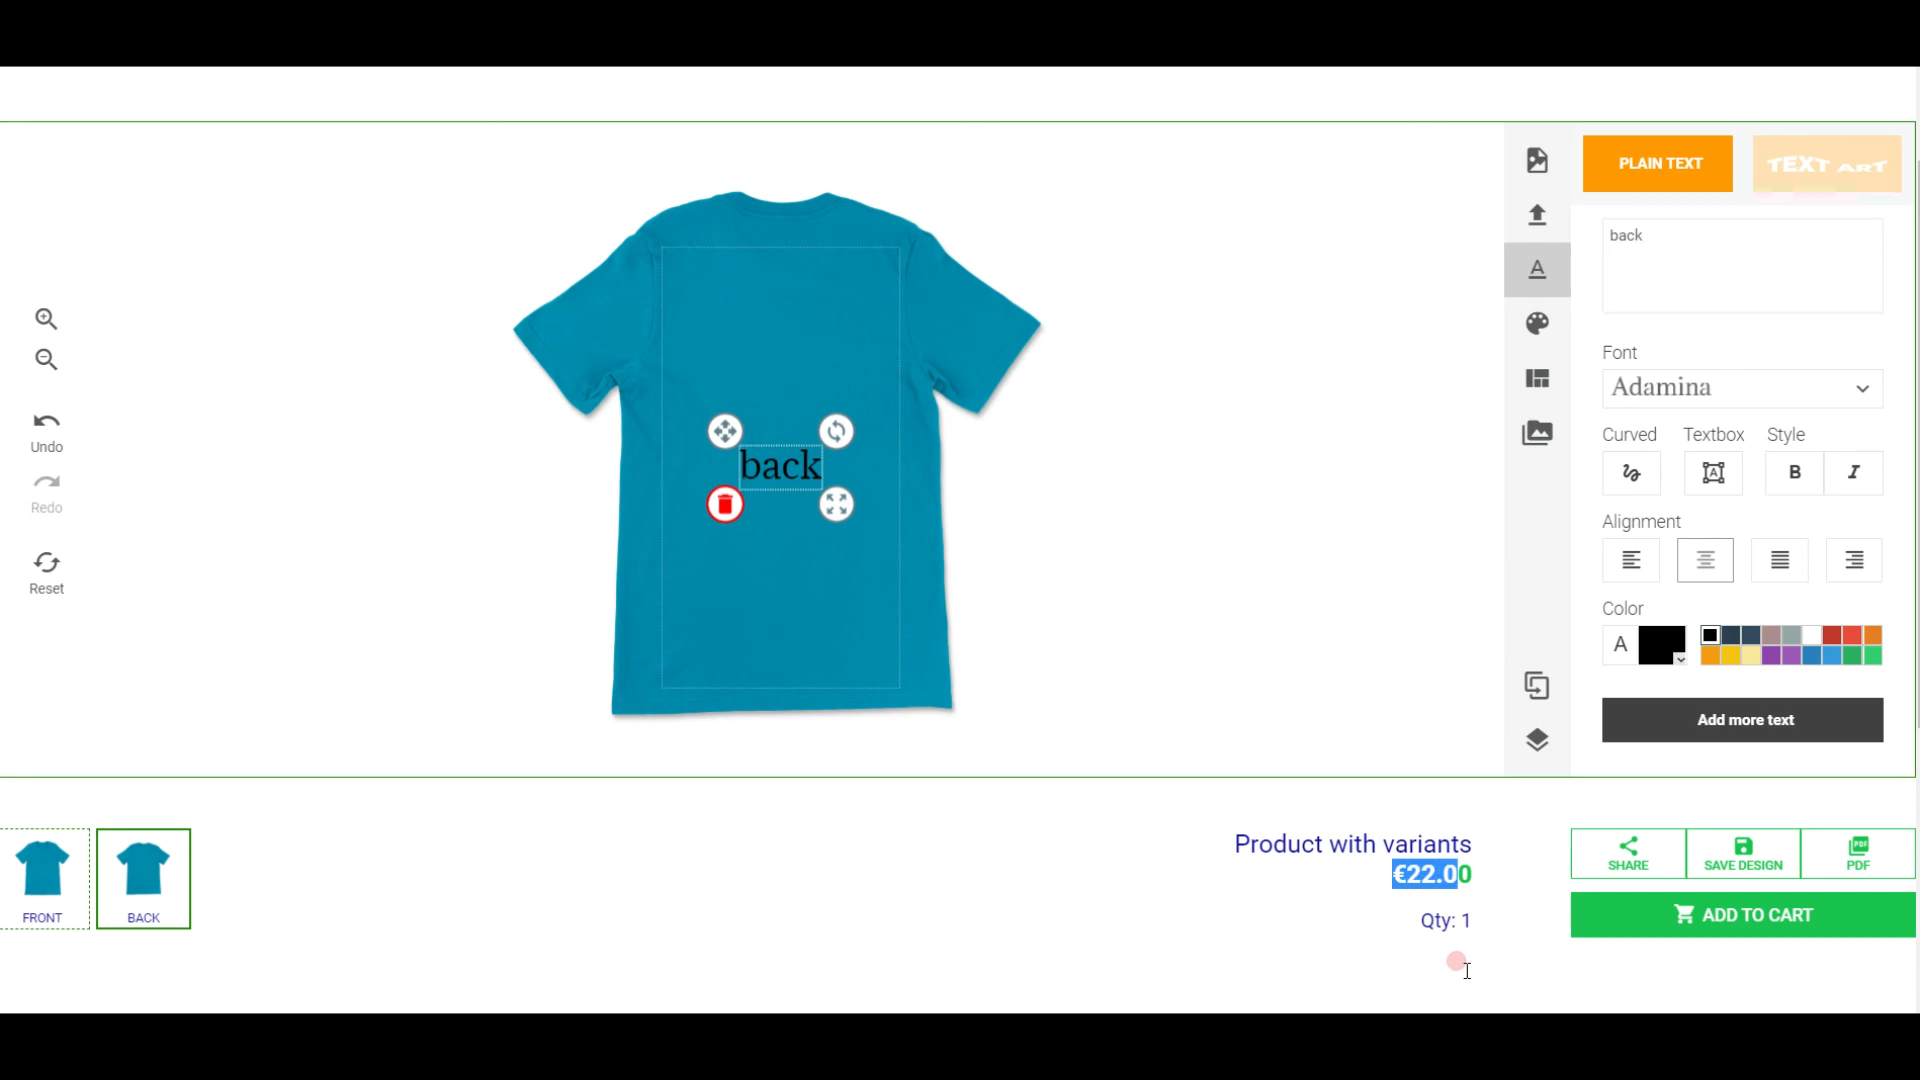 PLAIN TEXT
TEXT ART
back
Font
Adamina
Curved
Textbox
Style
B
I
Alignment
Color
A
Add more text
Undo
Redo
Reset
back
FRONT
BACK
Product with variants
€22.00
Qty: 1
SHARE
SAVE DESIGN
PDF
ADD TO CART